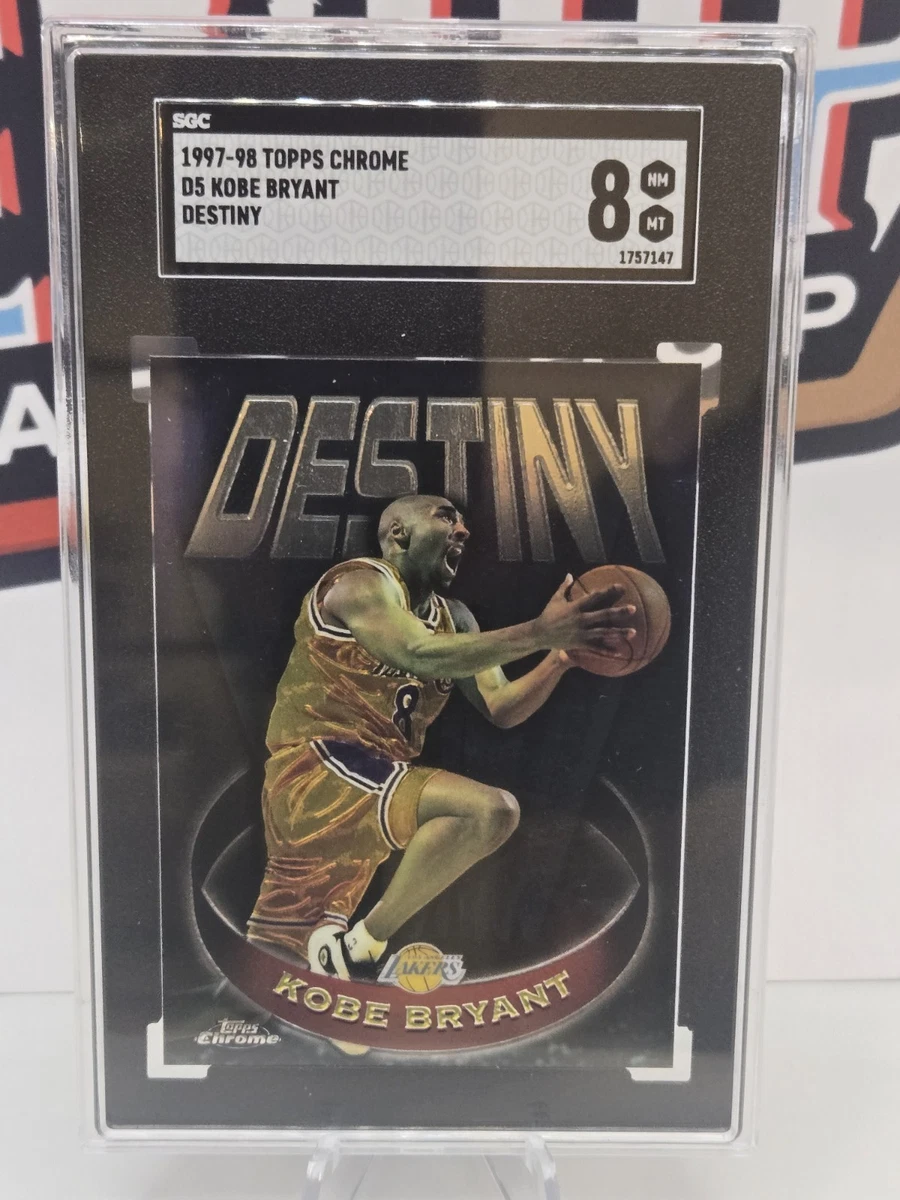 SGC
1997-98 TOPPS CHROME
D5 KOBE BRYANT
DESTINY
8 NM MT
1757147
DESTINY
8
LAKERS
KOBE BRYANT
Topps
Chrome
P
A